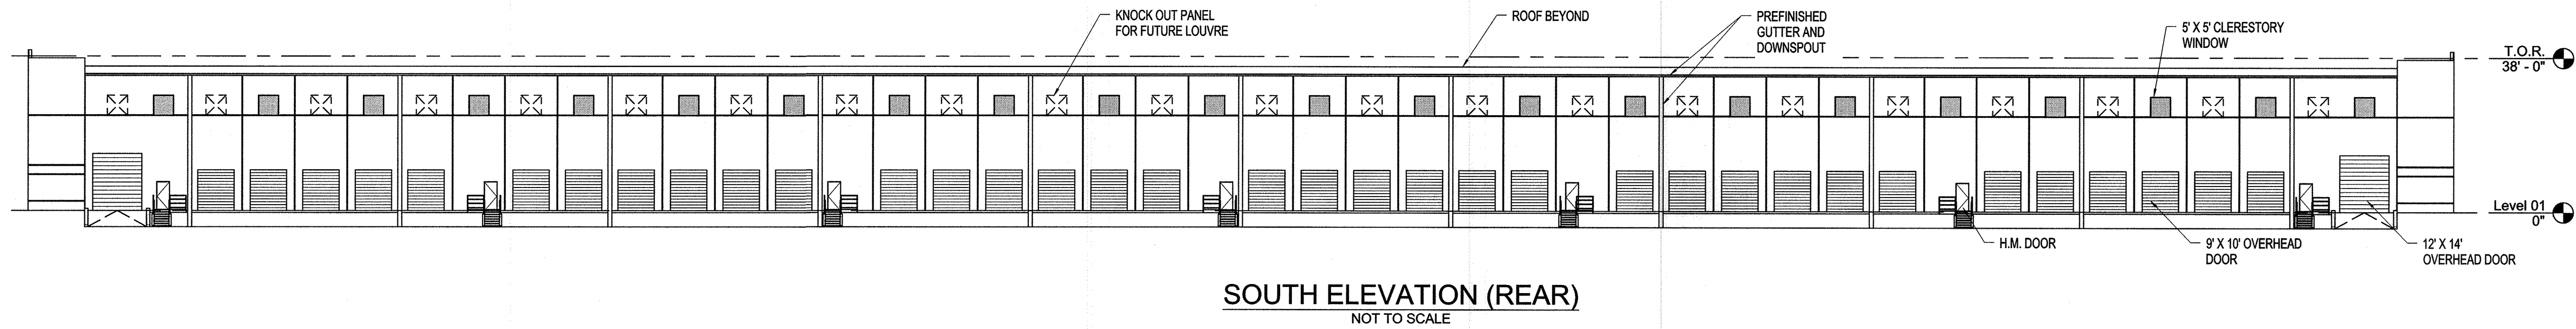 KNOCK OUT PANEL
FOR FUTURE LOUVRE
ROOF BEYOND
PREFINISHED
GUTTER AND
DOWNSPOUT
5' X 5' CLERESTORY
WINDOW
T.O.R.
38' - 0"
Level 01
0"
H.M. DOOR
9' X 10' OVERHEAD
DOOR
12' X 14'
OVERHEAD DOOR
SOUTH ELEVATION (REAR)
NOT TO SCALE